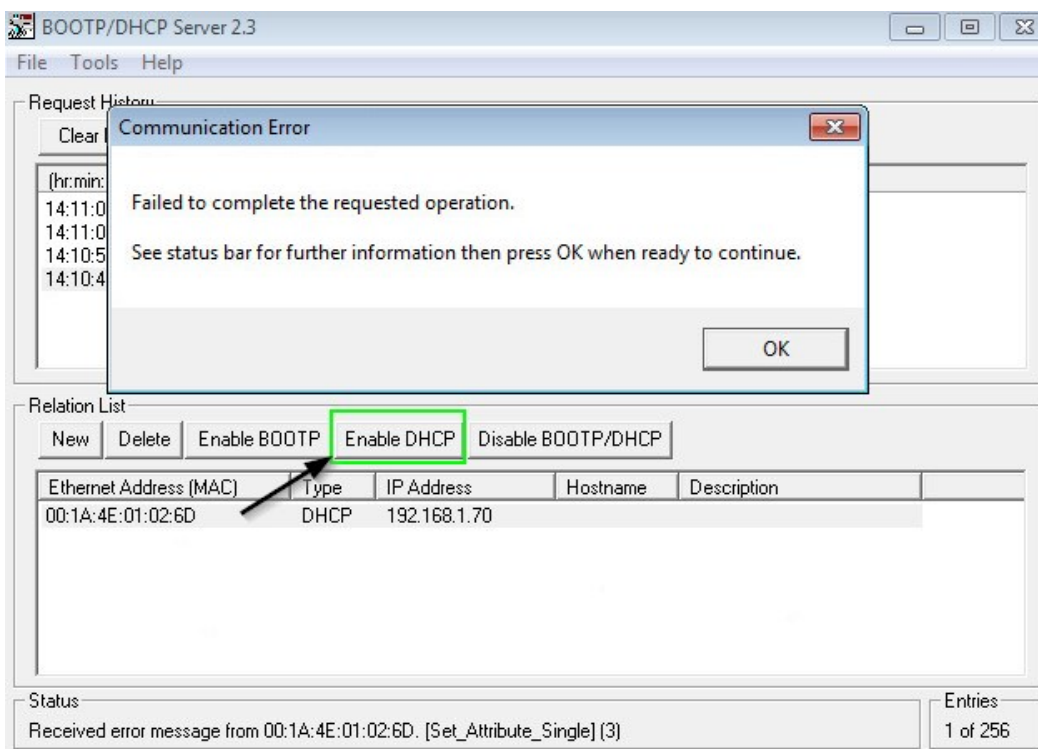 BOOTP/DHCP Server 2.3
File Tools Help
Request History
Clear
Communication Error
(hr:min:
14:11:0
14:11:0
14:10:5
14:10:4
Failed to complete the requested operation.
See status bar for further information then press OK when ready to continue.
OK
Relation List
New Delete Enable BOOTP Enable DHCP Disable BOOTP/DHCP
Ethernet Address (MAC) Type IP Address Hostname Description
00:1A:4E:01:02:6D DHCP 192.168.1.70
Status Entries
Received error message from 00:1A:4E:01:02:6D. [Set_Attribute_Single] (3) 1 of 256